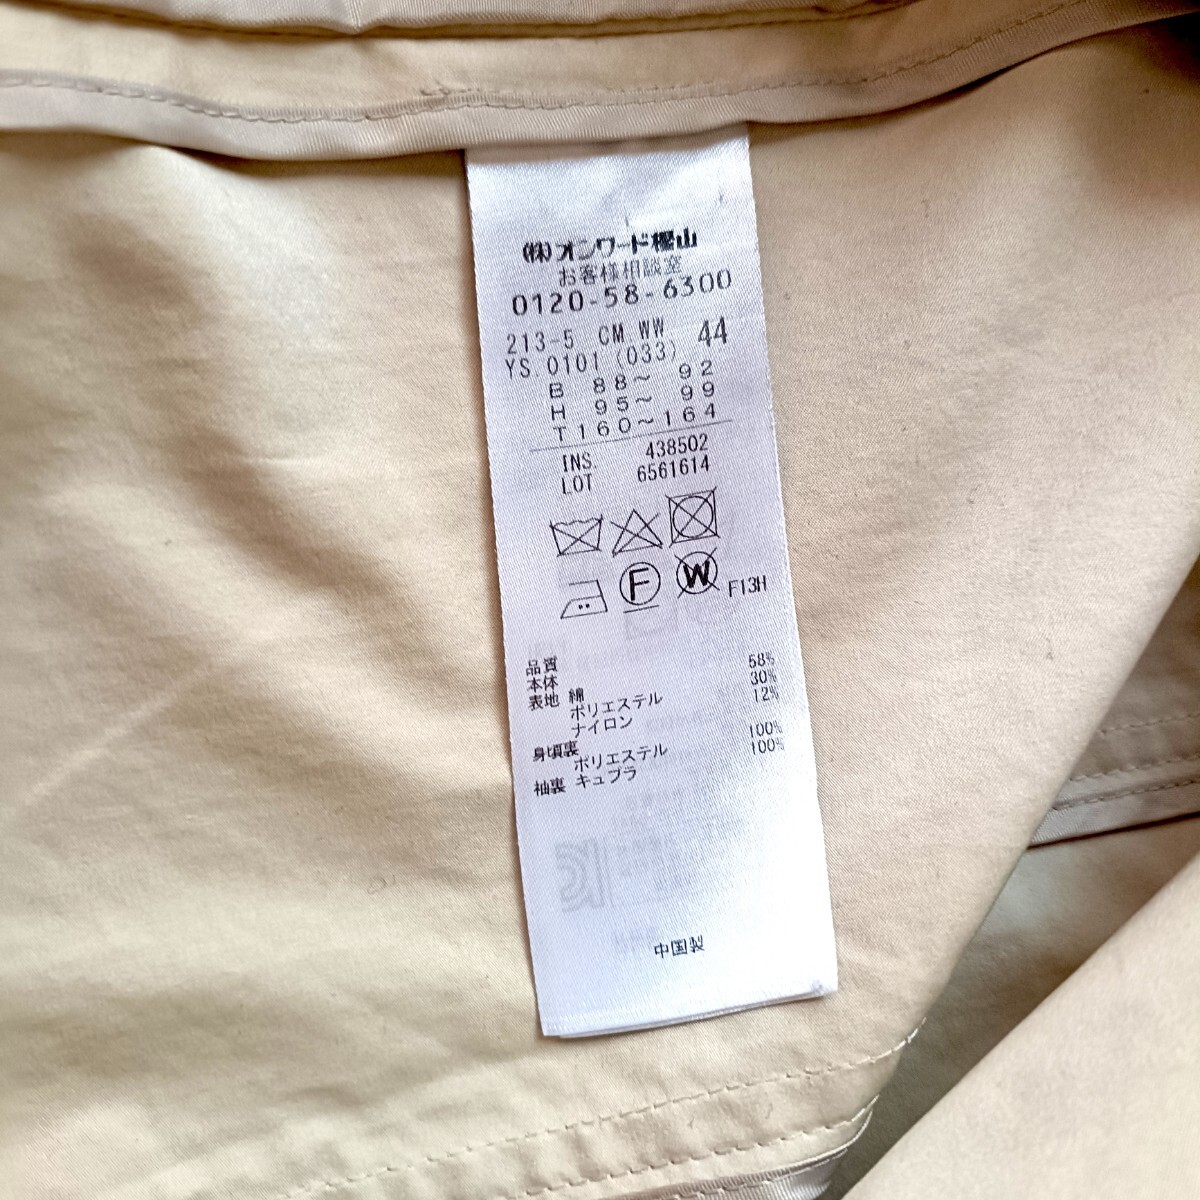 (株)オンワード樫山
お客様相談室
0120-58-6300
213-5 CM WW 44
YS.0101 (033)
B 88～ 92
H 95～ 99
T160～164
INS. 438502
LOT 6561614
F
W
F13H
品質
本体
表地 綿 58%
ポリエステル 30%
ナイロン 12%
身頃裏
ポリエステル 100%
袖裏 キュプラ 100%
中国製